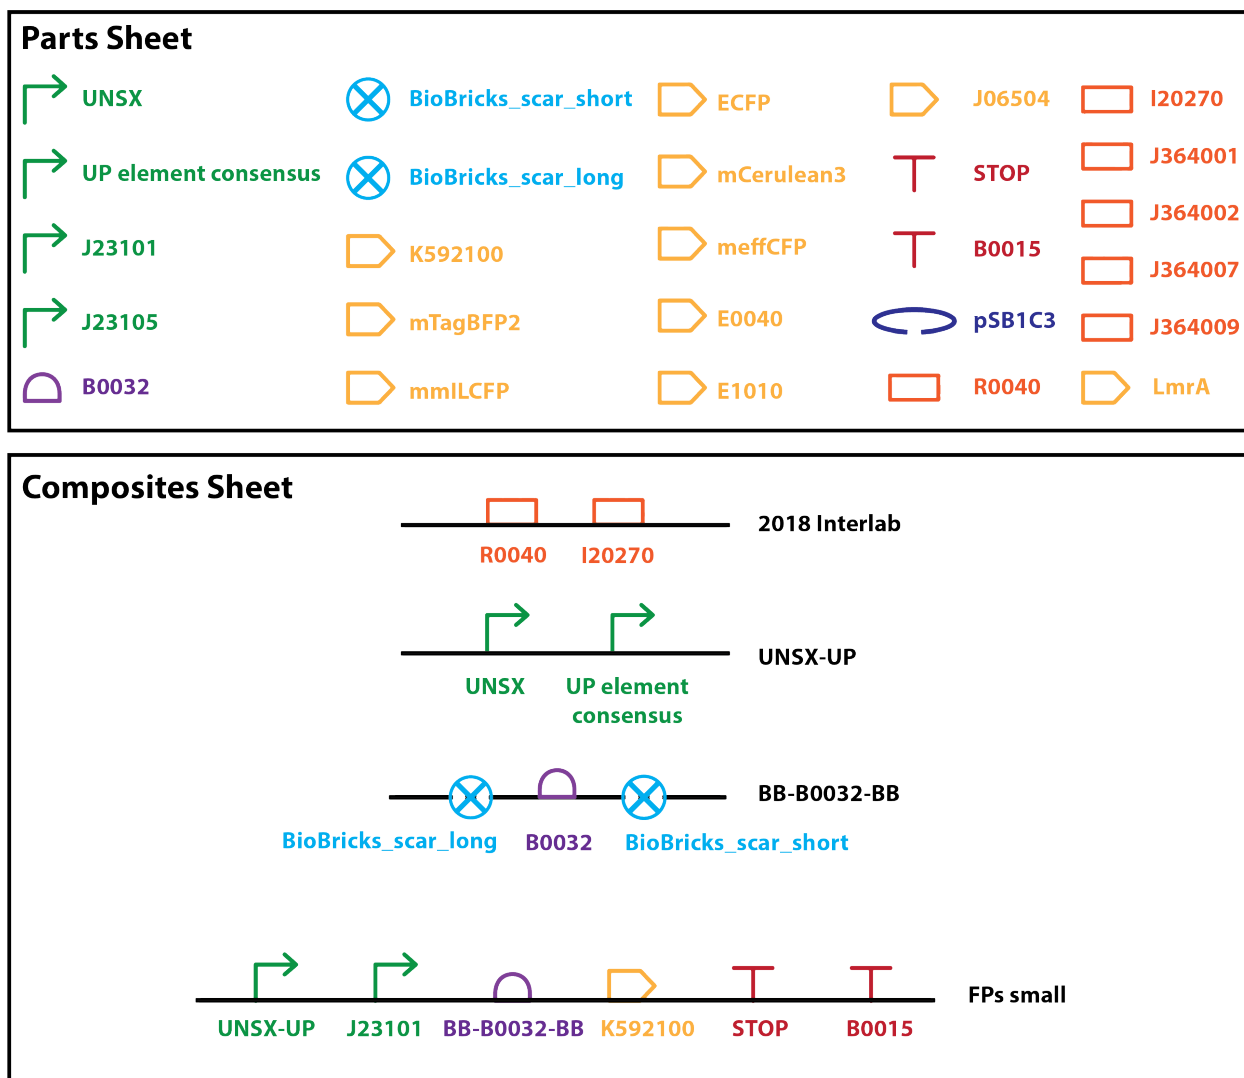 Parts Sheet
UNSX
UP element consensus
J23101
J23105
B0032
BioBricks_scar_short
BioBricks_scar_long
K592100
mTagBFP2
mmILCFP
ECFP
mCerulean3
meffCFP
E0040
E1010
J06504
STOP
B0015
pSB1C3
R0040
I20270
J364001
J364002
J364007
J364009
LmrA
Composites Sheet
R0040 I20270
2018 Interlab
UNSX UP element
consensus
UNSX-UP
BioBricks_scar_long B0032 BioBricks_scar_short
BB-B0032-BB
UNSX-UP J23101 BB-B0032-BB K592100 STOP B0015
FPs small